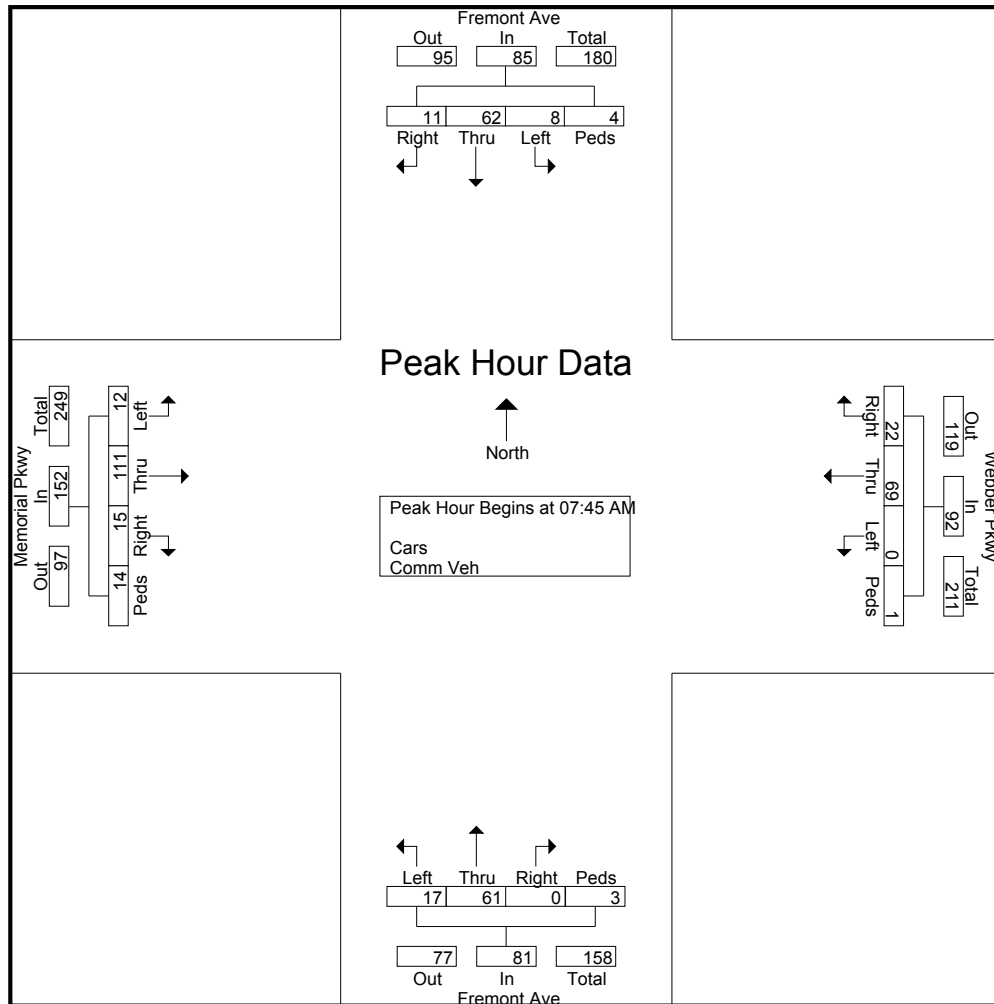 Fremont Ave
Out In Total
95 85 180
11 62 8 4
Right Thru Left Peds
Peak Hour Data
North
Peak Hour Begins at 07:45 AM
Cars
Comm Veh
Memorial Pkwy
Out In Total
97 152 249
14 15 111 12
Peds Right Thru Left
Webber Pkwy
Out In Total
119 92 211
22 69 0 1
Right Thru Left Peds
Left Thru Right Peds
17 61 0 3
77 81 158
Out In Total
Fremont Ave